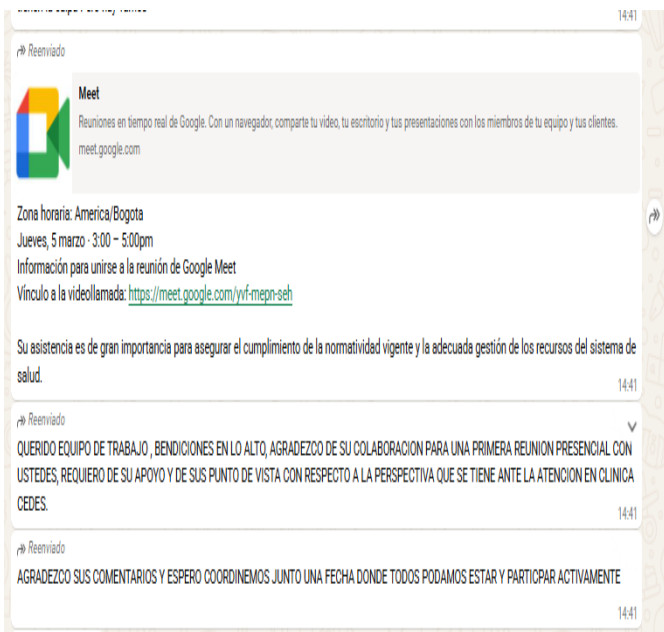 14:41
Reenviado
Meet
Reuniones en tiempo real de Google. Con un navegador, comparte tu video, tu escritorio y tus presentaciones con los miembros de tu equipo y tus clientes.
meet.google.com
Zona horaria: America/Bogota
Jueves, 5 marzo · 3:00 – 5:00pm
Información para unirse a la reunión de Google Meet
Vínculo a la videollamada: https://meet.google.com/yvf-mepn-seh
Su asistencia es de gran importancia para asegurar el cumplimiento de la normatividad vigente y la adecuada gestión de los recursos del sistema de
salud.
14:41
Reenviado
QUERIDO EQUIPO DE TRABAJO , BENDICIONES EN LO ALTO, AGRADEZCO DE SU COLABORACION PARA UNA PRIMERA REUNION PRESENCIAL CON
USTEDES, REQUIERO DE SU APOYO Y DE SUS PUNTO DE VISTA CON RESPECTO A LA PERSPECTIVA QUE SE TIENE ANTE LA ATENCION EN CLINICA
CEDES.
14:41
Reenviado
AGRADEZCO SUS COMENTARIOS Y ESPERO COORDINEMOS JUNTO UNA FECHA DONDE TODOS PODAMOS ESTAR Y PARTICPAR ACTIVAMENTE
14:41